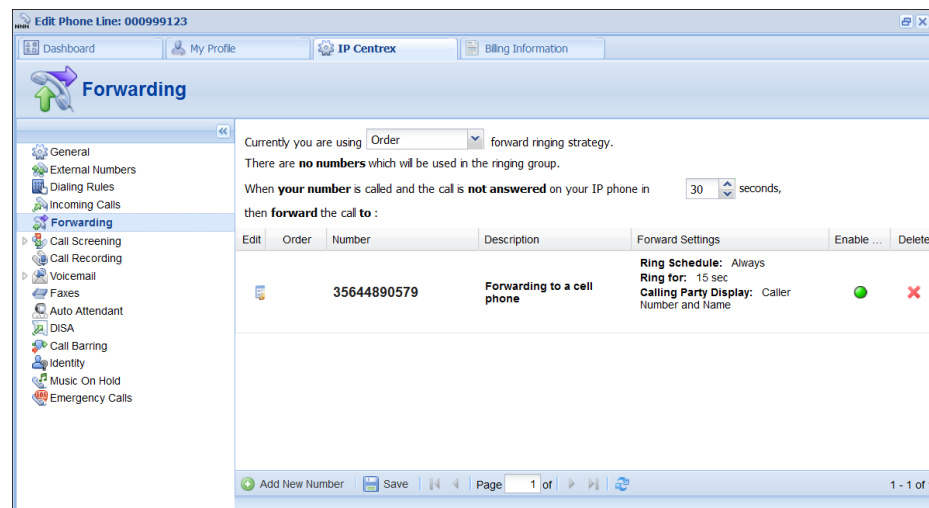 Edit Phone Line: 000999123
Dashboard My Profile IP Centrex Billing Information
Forwarding
General
External Numbers
Dialing Rules
Incoming Calls
Forwarding
Call Screening
Call Recording
Voicemail
Faxes
Auto Attendant
DISA
Call Barring
Identity
Music On Hold
Emergency Calls
Currently you are using Order forward ringing strategy.
There are no numbers which will be used in the ringing group.
When your number is called and the call is not answered on your IP phone in 30 seconds,
then forward the call to :
Edit Order Number Description Forward Settings Enable ... Delete
35644890579
Forwarding to a cell
phone
Ring Schedule: Always
Ring for: 15 sec
Calling Party Display: Caller
Number and Name
Add New Number Save Page 1 of 1 - 1 of